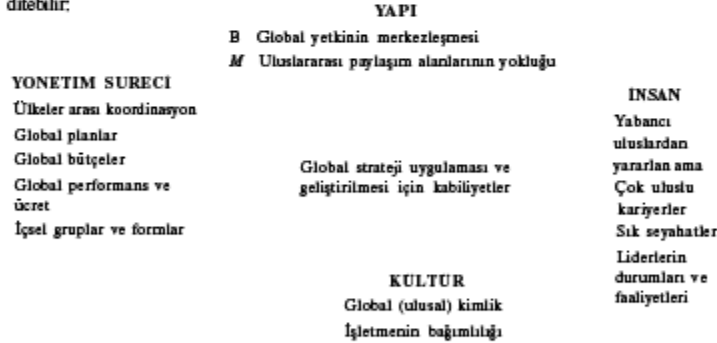 ditebilir;
YAPI
B Global yetkinin merkezleşmesi
M Uluslararası paylaşım alanlarının yokluğu
YONETIM SURECİ
Ülkeler arası koordinasyon
Global planlar
Global bütçeler
Global performans ve
ücret
İçsel gruplar ve formlar
Global strateji uygulaması ve
geliştirilmesi için kabiliyetler
İNSAN
Yabancı
uluslardan
yararlan ama
Çok uluslu
kariyerler
Sık seyahatler
Liderlerin
durumları ve
faaliyetleri
KULTUR
Global (ulusal) kimlik
İşletmenin bağımlılığı